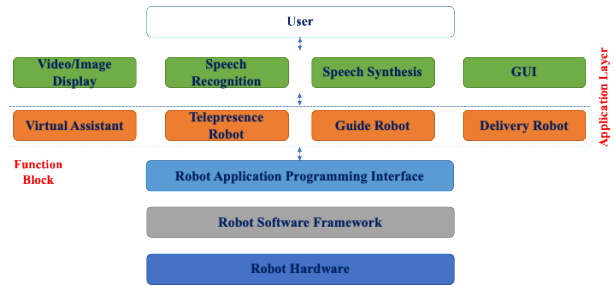 User
Video/Image
Display
Speech
Recognition
Speech Synthesis
GUI
Application Layer
Virtual Assistant
Telepresence
Robot
Guide Robot
Delivery Robot
Function
Block
Robot Application Programming Interface
Robot Software Framework
Robot Hardware